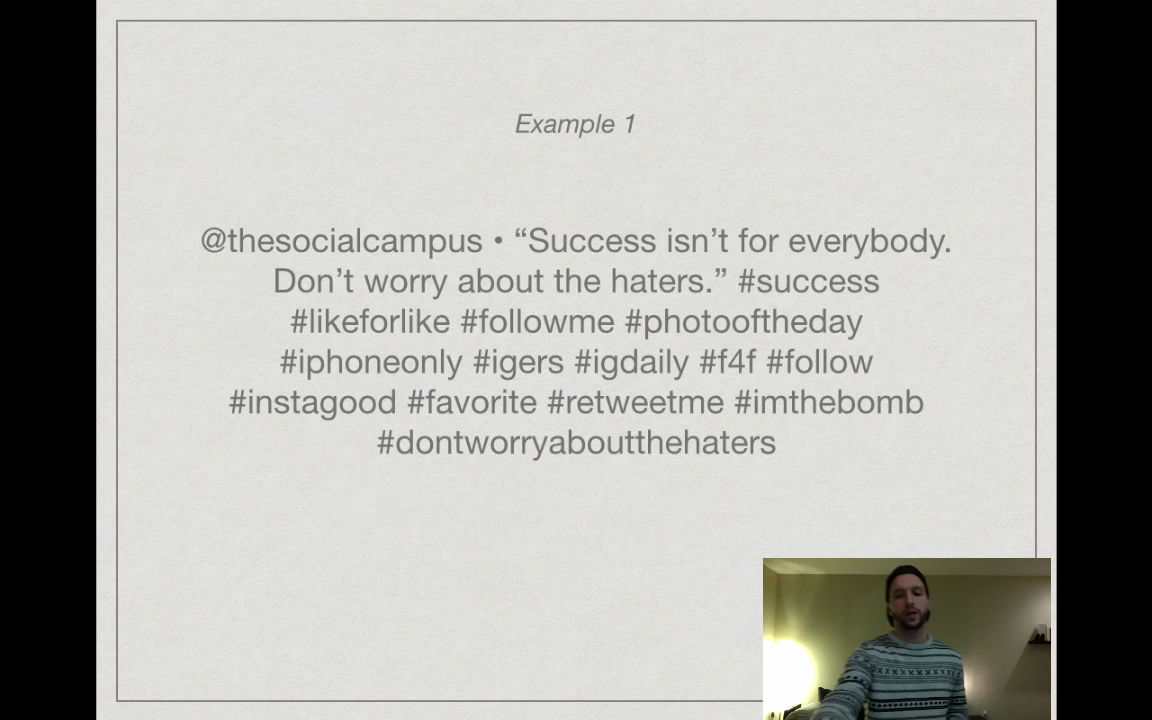 Example 1
@thesocialcampus • “Success isn’t for everybody.
Don’t worry about the haters.” #success
#likeforlike #followme #photooftheday
#iphoneonly #igers #igdaily #f4f #follow
#instagood #favorite #retweetme #imthebomb
#dontworryaboutthehaters